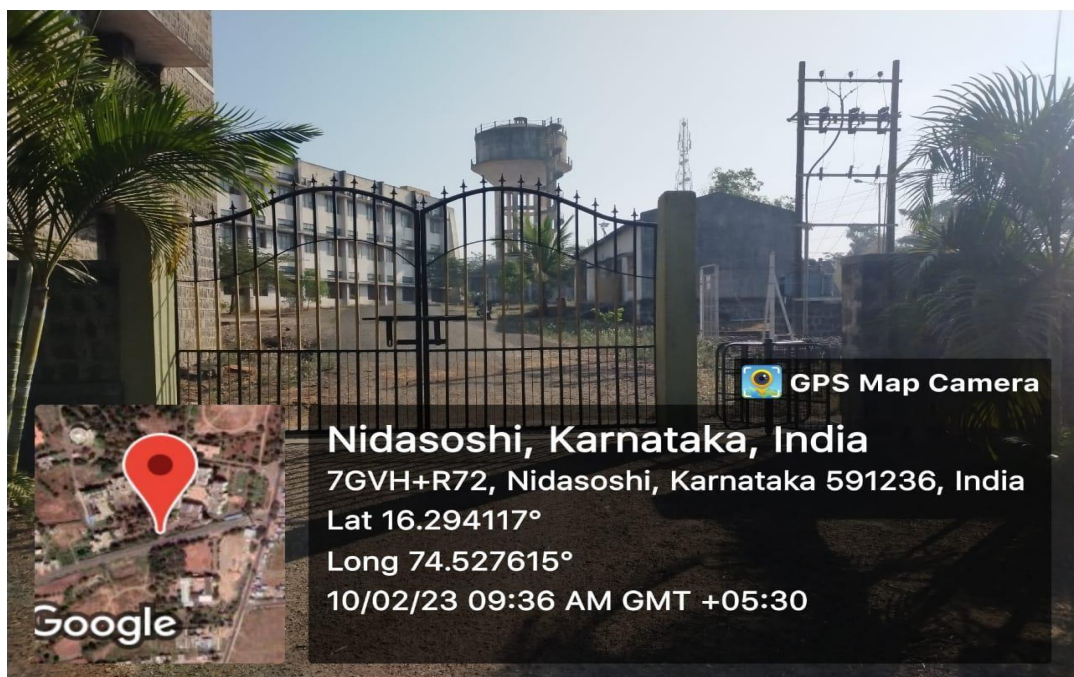 GPS Map Camera
Nidasoshi, Karnataka, India
7GVH+R72, Nidasoshi, Karnataka 591236, India
Lat 16.294117°
Long 74.527615°
10/02/23 09:36 AM GMT +05:30
Google